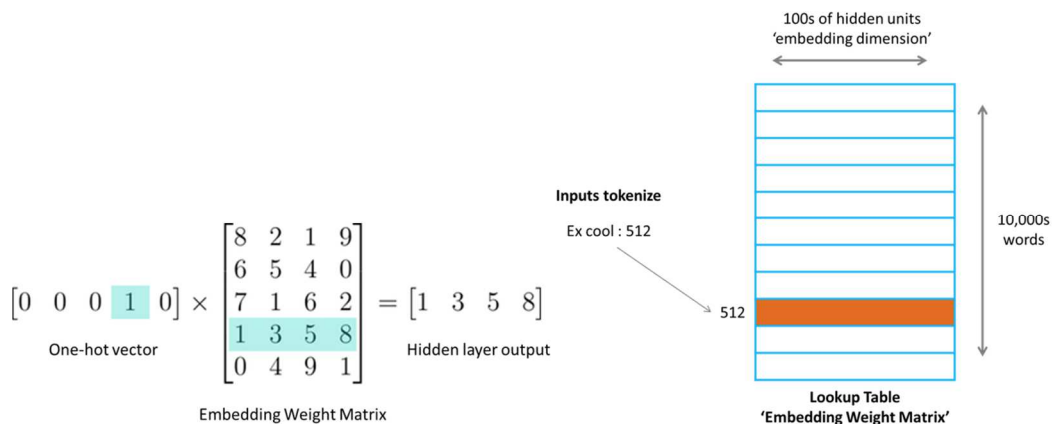 [0 0 0 1 0] × [8 2 1 9
6 5 4 0
7 1 6 2
1 3 5 8
0 4 9 1] = [1 3 5 8]
One-hot vector
Hidden layer output
Embedding Weight Matrix
100s of hidden units
‘embedding dimension’
Inputs tokenize
Ex cool : 512
512
10,000s
words
Lookup Table
‘Embedding Weight Matrix’